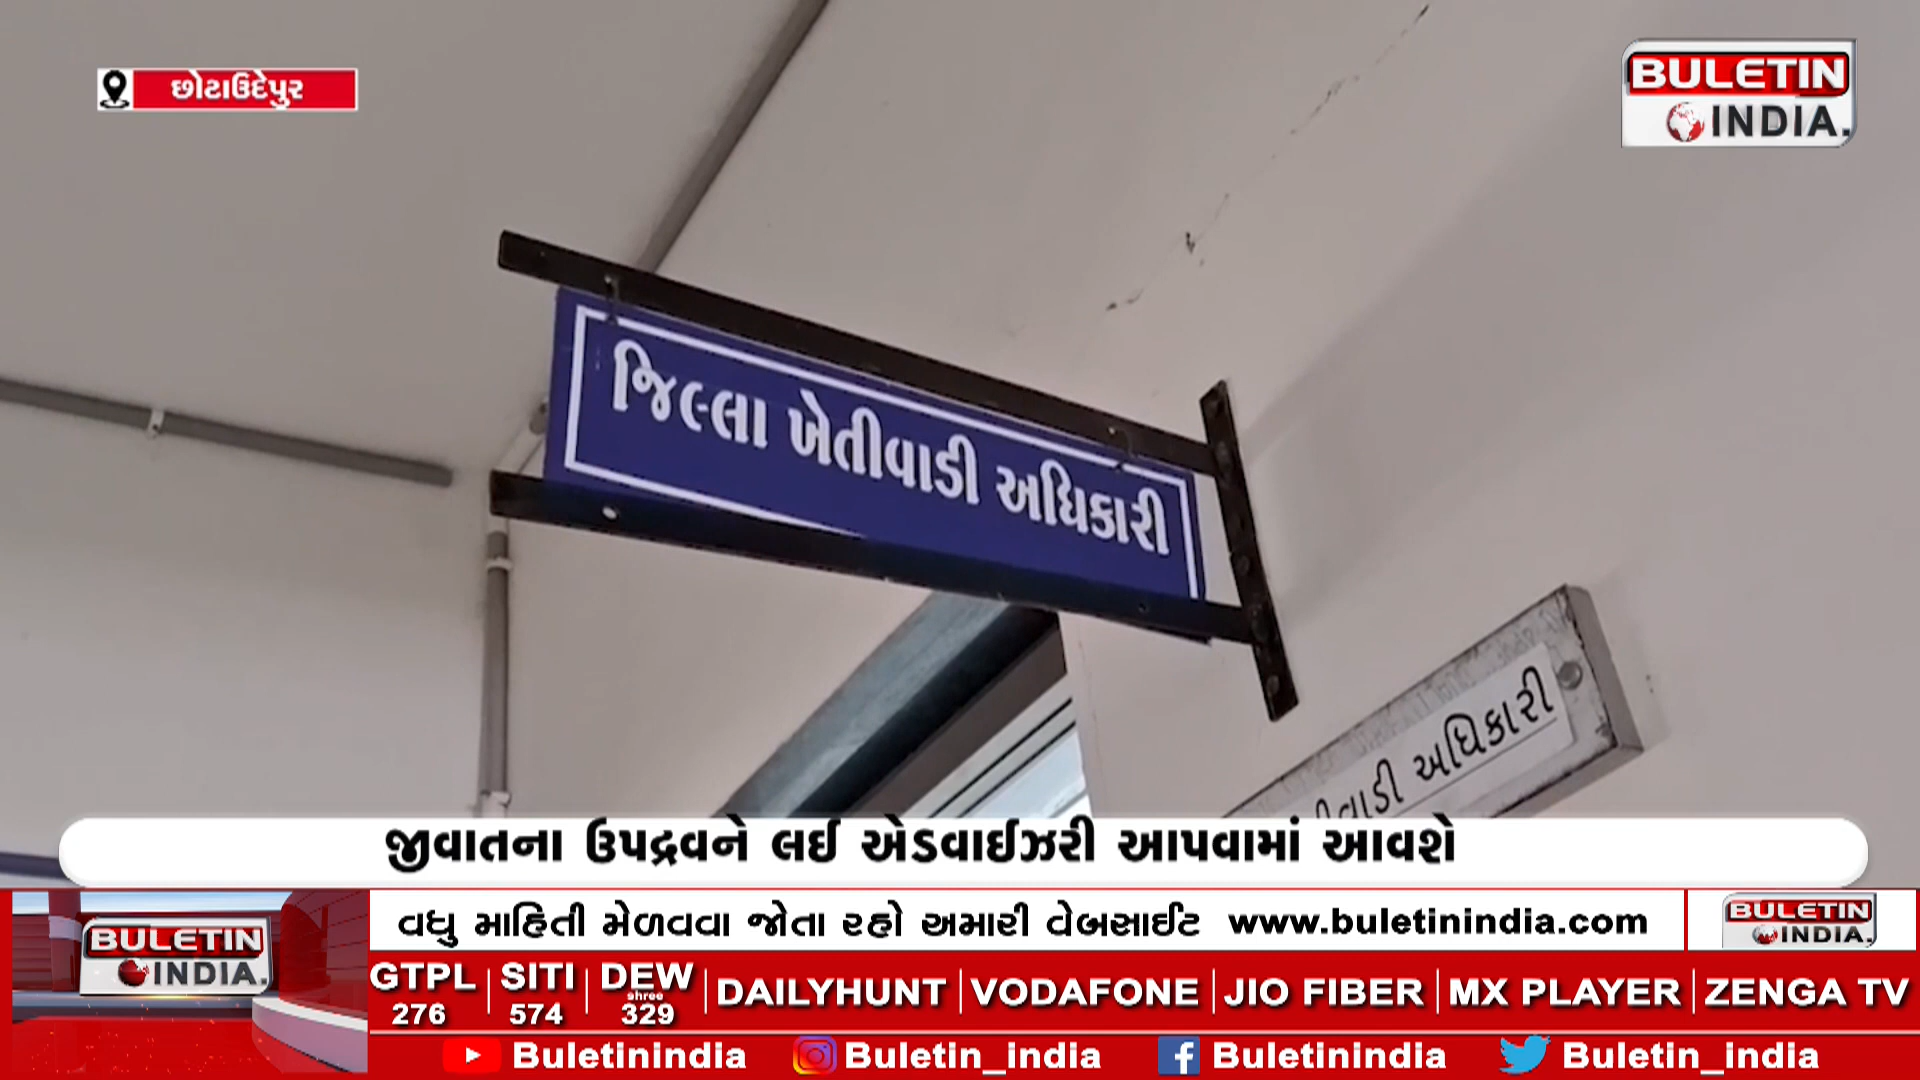 છોટાઉદેપુર
BULETIN
INDIA.
જિલ્લા ખેતીવાડી અધિકારી
અધિકારી
જીવાતના ઉપદ્રવને લઈ એડવાઈઝરી આપવામાં આવશે
BULETIN
INDIA.
વધુ માહિતી મેળવવા જોતા રહો અમારી વેબસાઈટ www.buletinindia.com
BULETIN
INDIA.
GTPL 276
SITI 574
DEW shree 329
DAILYHUNT
VODAFONE
JIO FIBER
MX PLAYER
ZENGA TV
Buletinindia
Buletin_india
Buletinindia
Buletin_india